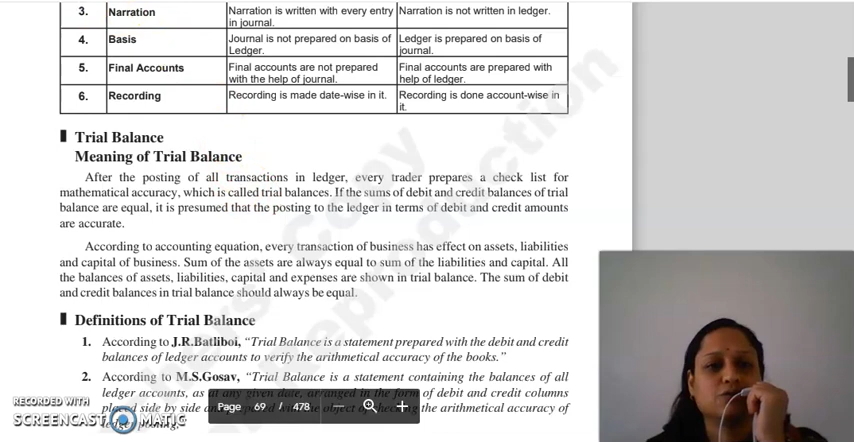 3. Narration Narration is written with every entry in journal. Narration is not written in ledger.
4. Basis Journal is not prepared on basis of Ledger. Ledger is prepared on basis of journal.
5. Final Accounts Final accounts are not prepared with the help of journal. Final accounts are prepared with help of ledger.
6. Recording Recording is made date-wise in it. Recording is done account-wise in it.
Trial Balance
Meaning of Trial Balance
After the posting of all transactions in ledger, every trader prepares a check list for
mathematical accuracy, which is called trial balances. If the sums of debit and credit balances of trial
balance are equal, it is presumed that the posting to the ledger in terms of debit and credit amounts
are accurate.
According to accounting equation, every transaction of business has effect on assets, liabilities
and capital of business. Sum of the assets are always equal to sum of the liabilities and capital. All
the balances of assets, liabilities, capital and expenses are shown in trial balance. The sum of debit
and credit balances in trial balance should always be equal.
Definitions of Trial Balance
1. According to J.R.Batliboi, “Trial Balance is a statement prepared with the debit and credit
balances of ledger accounts to verify the arithmetical accuracy of the books.”
2. According to M.S.Gosav, “Trial Balance is a statement containing the balances of all
ledger accounts, as at any given date, arranged in the form of debit and credit columns
placed side by side and the arithmetical accuracy of
RECORDED WITH
SCREENCAST MATIC
Page 69 / 478 − +